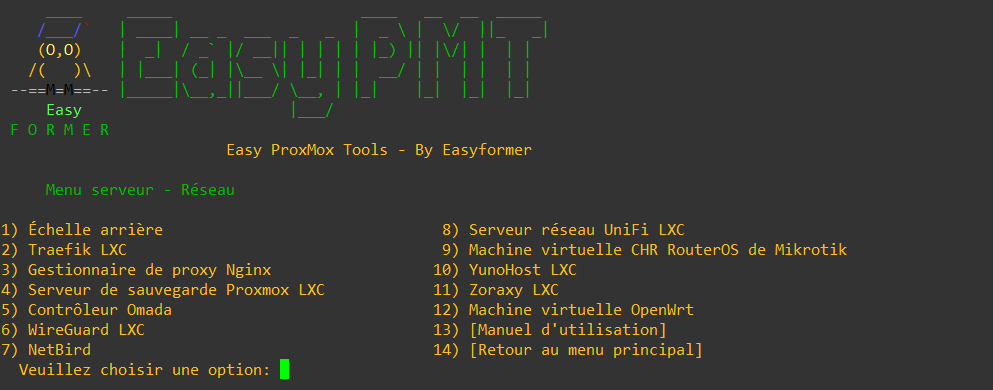 (O,O)
--==M=M==--
Easy
F O R M E R
EasyPMT
Easy ProxMox Tools - By Easyformer
Menu serveur - Réseau
1) Échelle arrière
2) Traefik LXC
3) Gestionnaire de proxy Nginx
4) Serveur de sauvegarde Proxmox LXC
5) Contrôleur Omada
6) WireGuard LXC
7) NetBird
8) Serveur réseau UniFi LXC
9) Machine virtuelle CHR RouterOS de Mikrotik
10) YunoHost LXC
11) Zoraxy LXC
12) Machine virtuelle OpenWrt
13) [Manuel d'utilisation]
14) [Retour au menu principal]
Veuillez choisir une option: